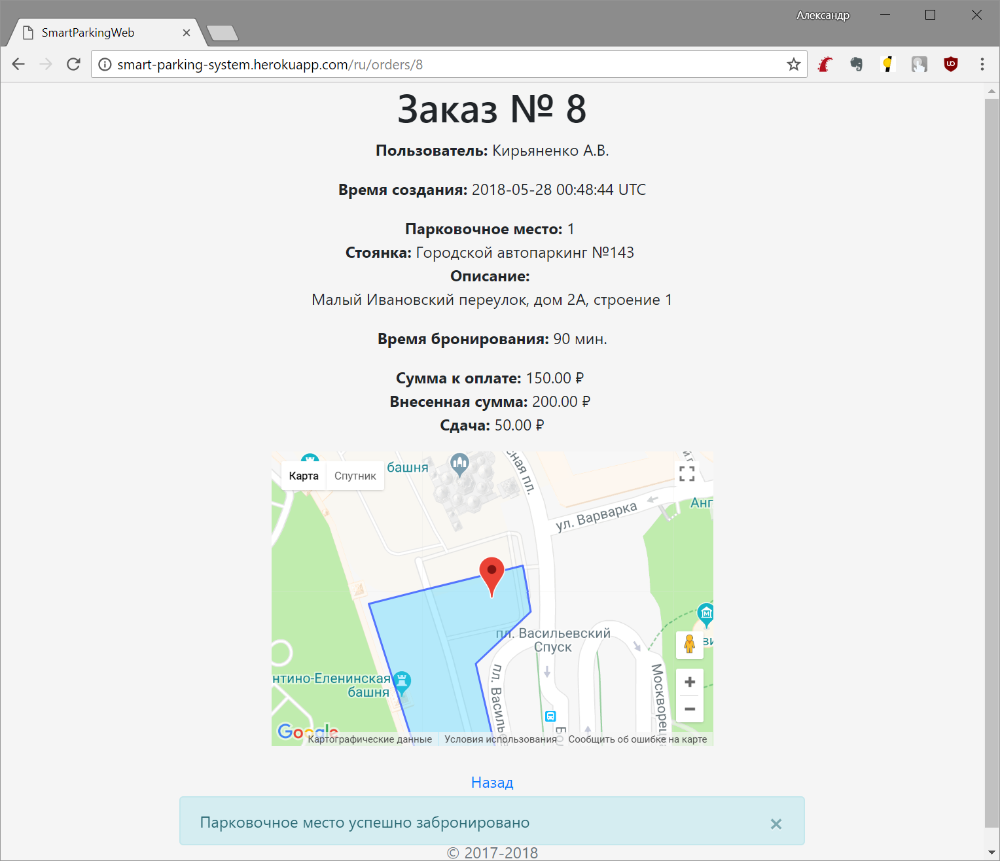 Александр
SmartParkingWeb
smart-parking-system.herokuapp.com/ru/orders/8
Заказ № 8
Пользователь: Кирьяненко А.В.
Время создания: 2018-05-28 00:48:44 UTC
Парковочное место: 1
Стоянка: Городской автопаркинг №143
Описание:
Малый Ивановский переулок, дом 2А, строение 1
Время бронирования: 90 мин.
Сумма к оплате: 150.00 ₽
Внесенная сумма: 200.00 ₽
Сдача: 50.00 ₽
Карта
Спутник
башня
сная пл.
ул. Варварка
Анг
пл. Васильевский
Спуск
нтино-Еленинская
башня
пл. Василье
Москворец
Бол
Google
Картографические данные
Условия использования
Сообщить об ошибке на карте
Назад
Парковочное место успешно забронировано
© 2017-2018